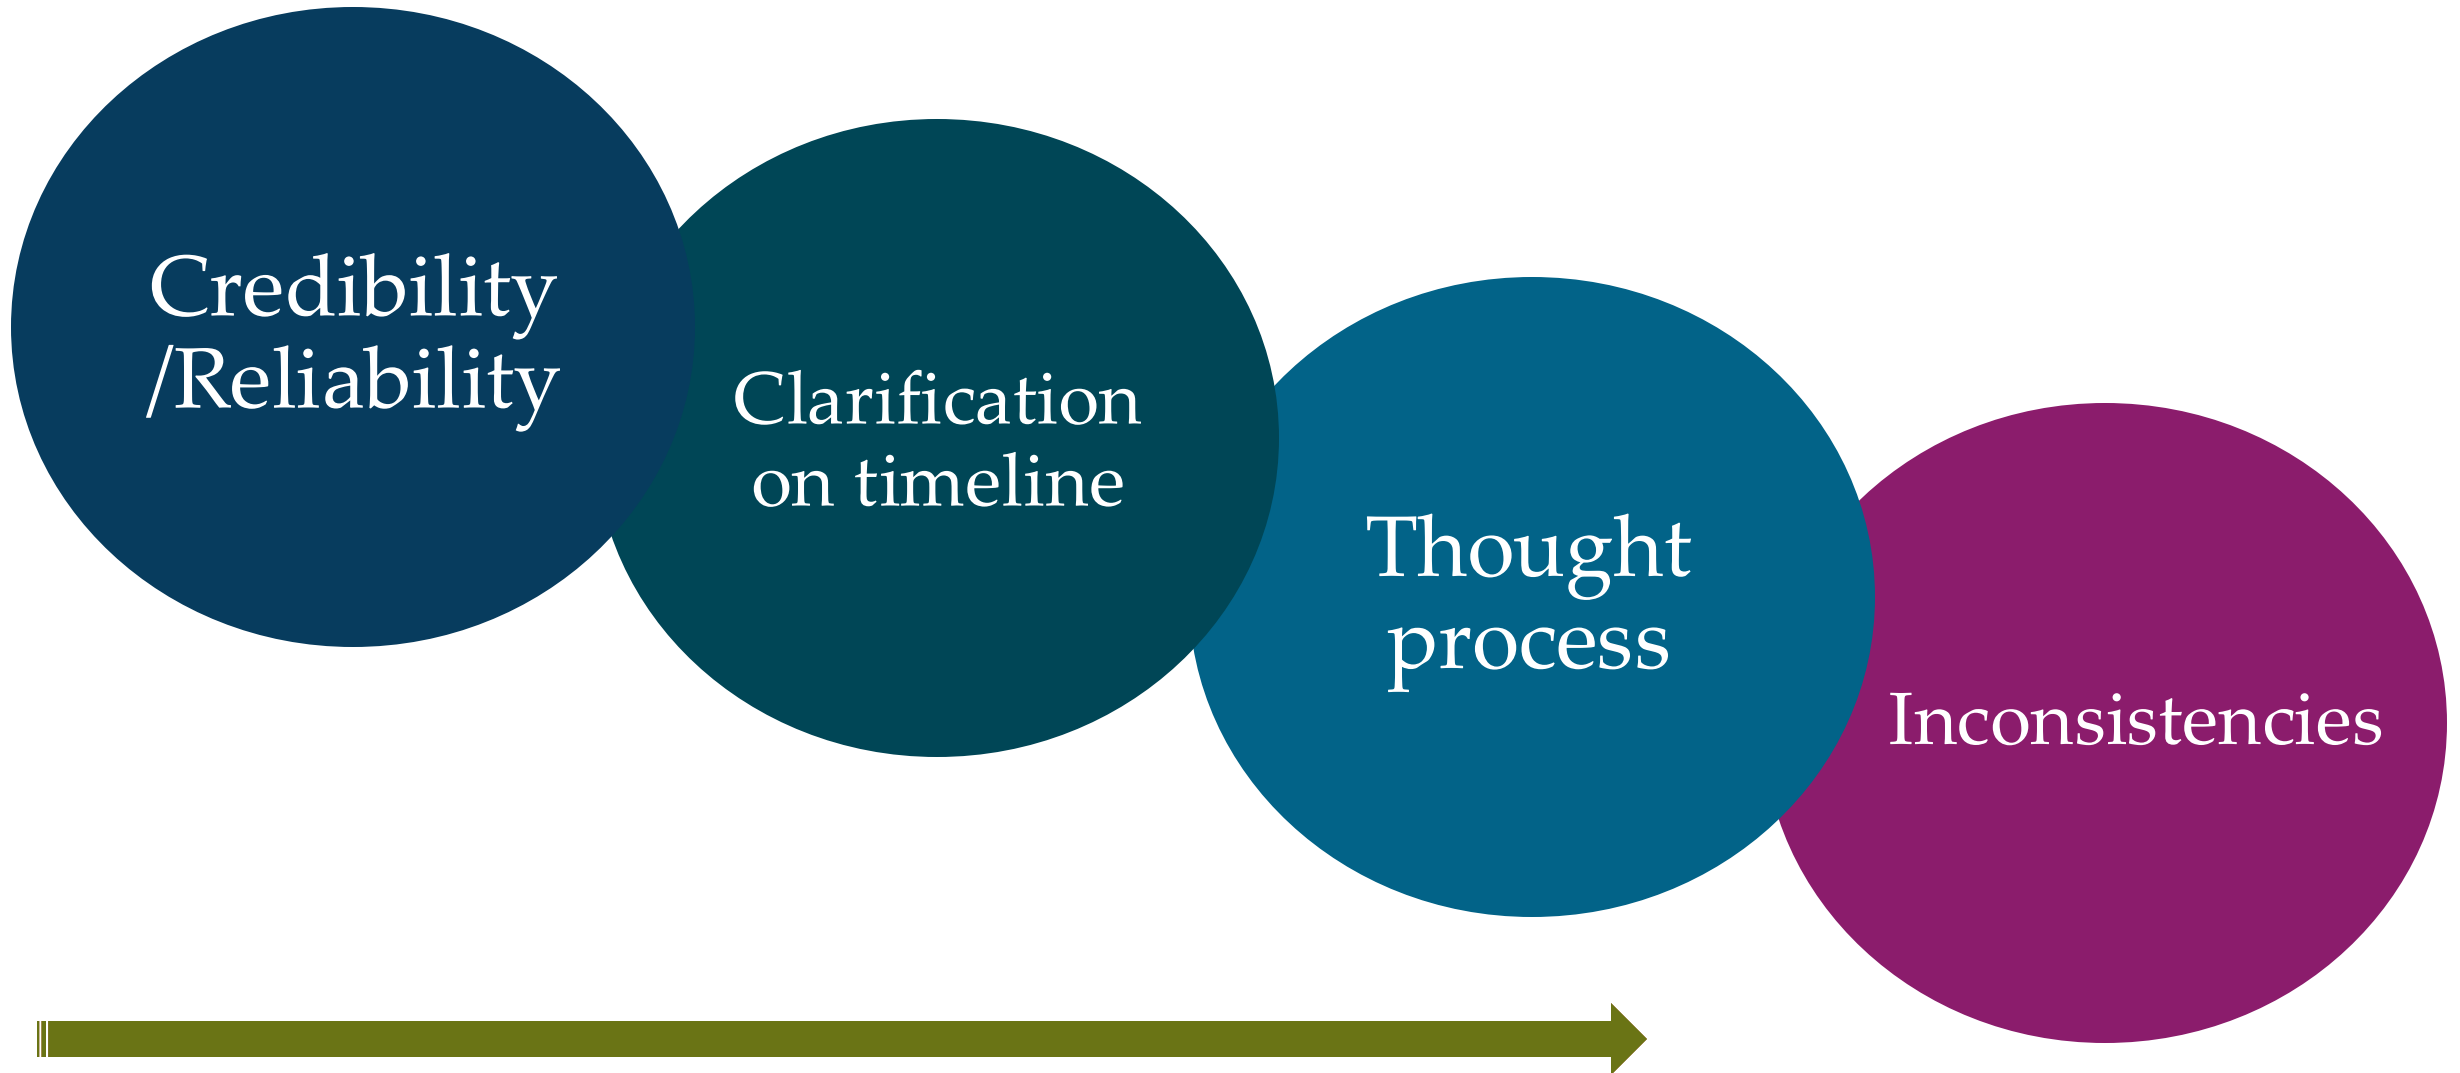 Credibility
/Reliability
Clarification
on timeline
Thought
process
Inconsistencies